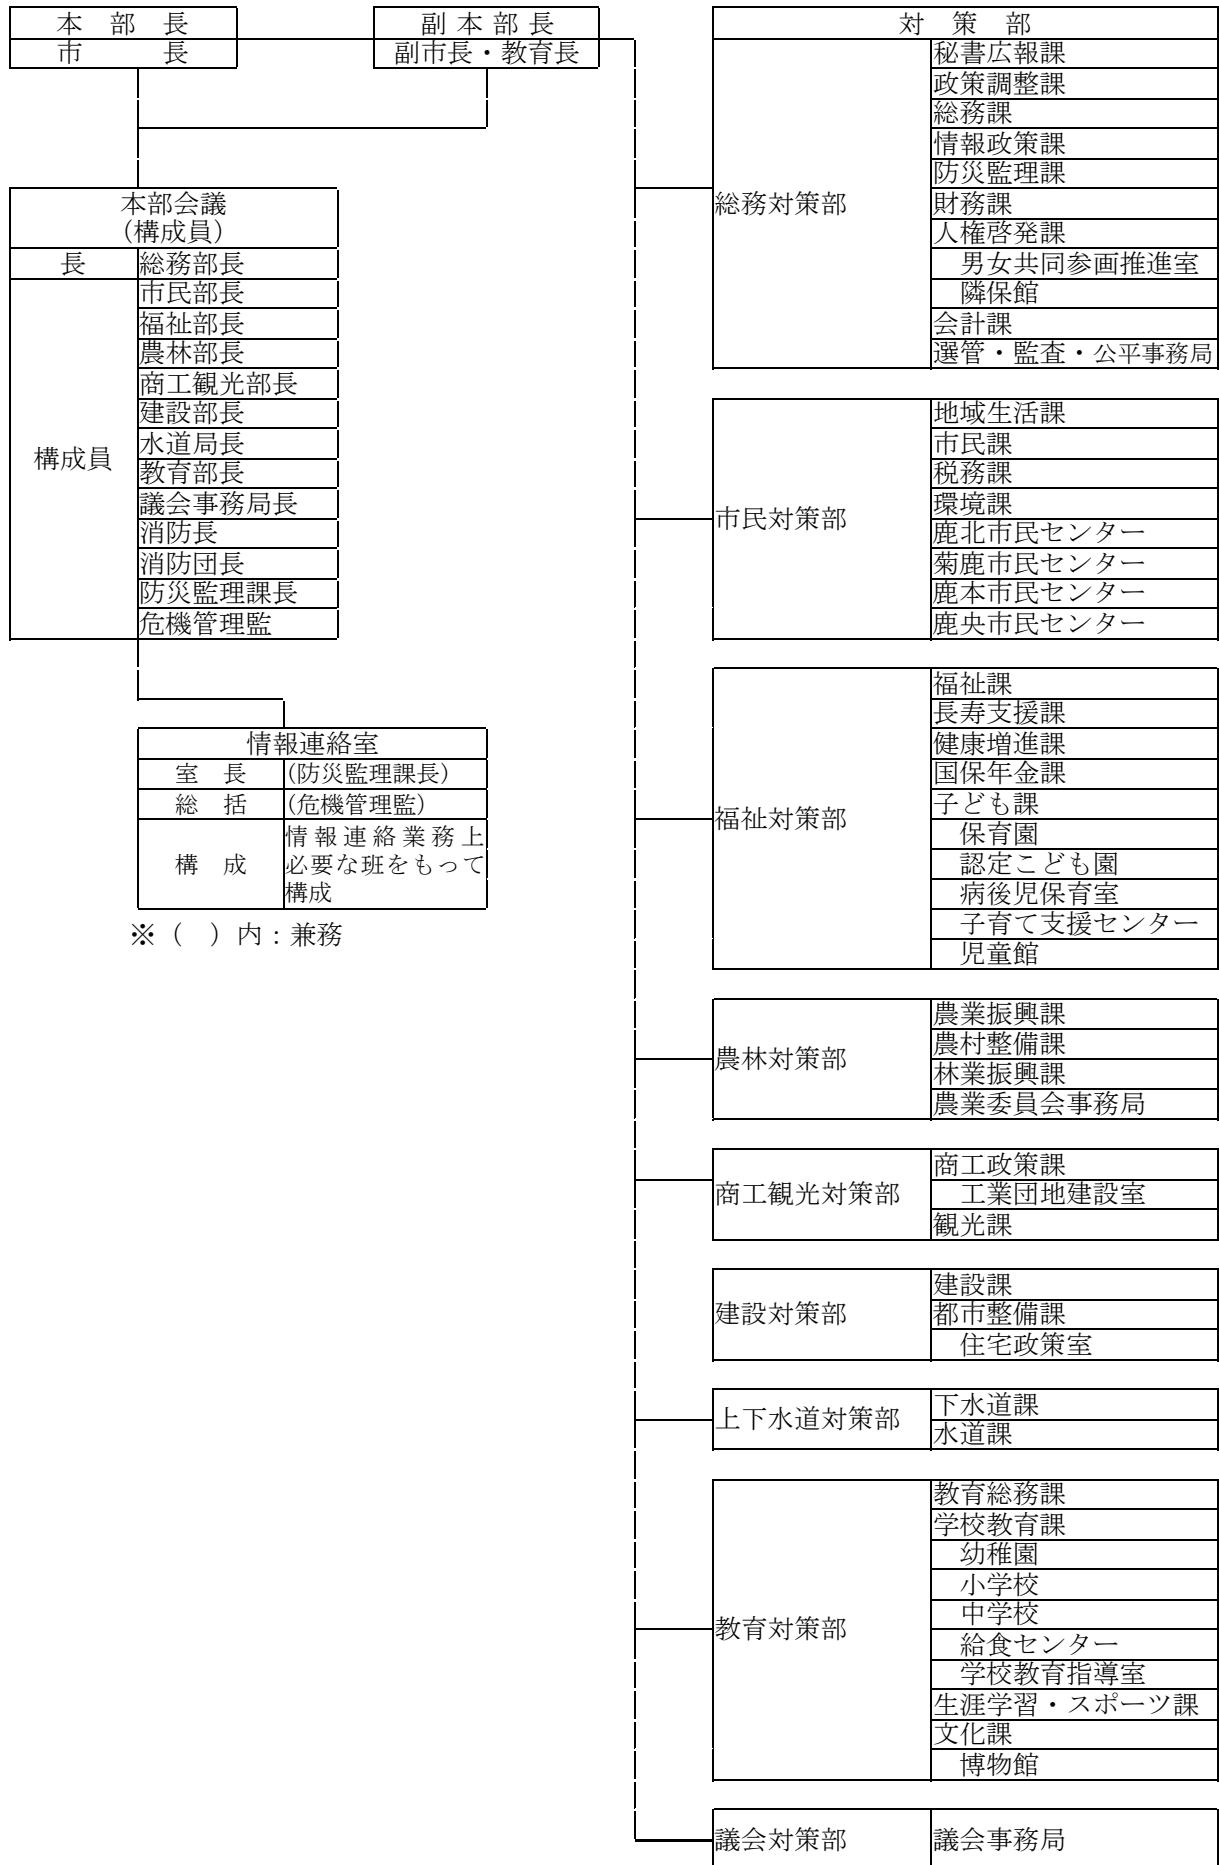 本　部　長
市　　　長
副 本 部 長
副市長・教育長
本部会議
（構成員）
長
総務部長
構成員
市民部長
福祉部長
農林部長
商工観光部長
建設部長
水道局長
教育部長
議会事務局長
消防長
消防団長
防災監理課長
危機管理監
情報連絡室
室　長
(防災監理課長)
総　括
(危機管理監)
構　成
情報連絡業務上
必要な班をもって
構成
※（　）内：兼務
対　策　部
総務対策部
秘書広報課
政策調整課
総務課
情報政策課
防災監理課
財務課
人権啓発課
男女共同参画推進室
隣保館
会計課
選管・監査・公平事務局
市民対策部
地域生活課
市民課
税務課
環境課
鹿北市民センター
菊鹿市民センター
鹿本市民センター
鹿央市民センター
福祉対策部
福祉課
長寿支援課
健康増進課
国保年金課
子ども課
保育園
認定こども園
病後児保育室
子育て支援センター
児童館
農林対策部
農業振興課
農村整備課
林業振興課
農業委員会事務局
商工観光対策部
商工政策課
工業団地建設室
観光課
建設対策部
建設課
都市整備課
住宅政策室
上下水道対策部
下水道課
水道課
教育対策部
教育総務課
学校教育課
幼稚園
小学校
中学校
給食センター
学校教育指導室
生涯学習・スポーツ課
文化課
博物館
議会対策部
議会事務局